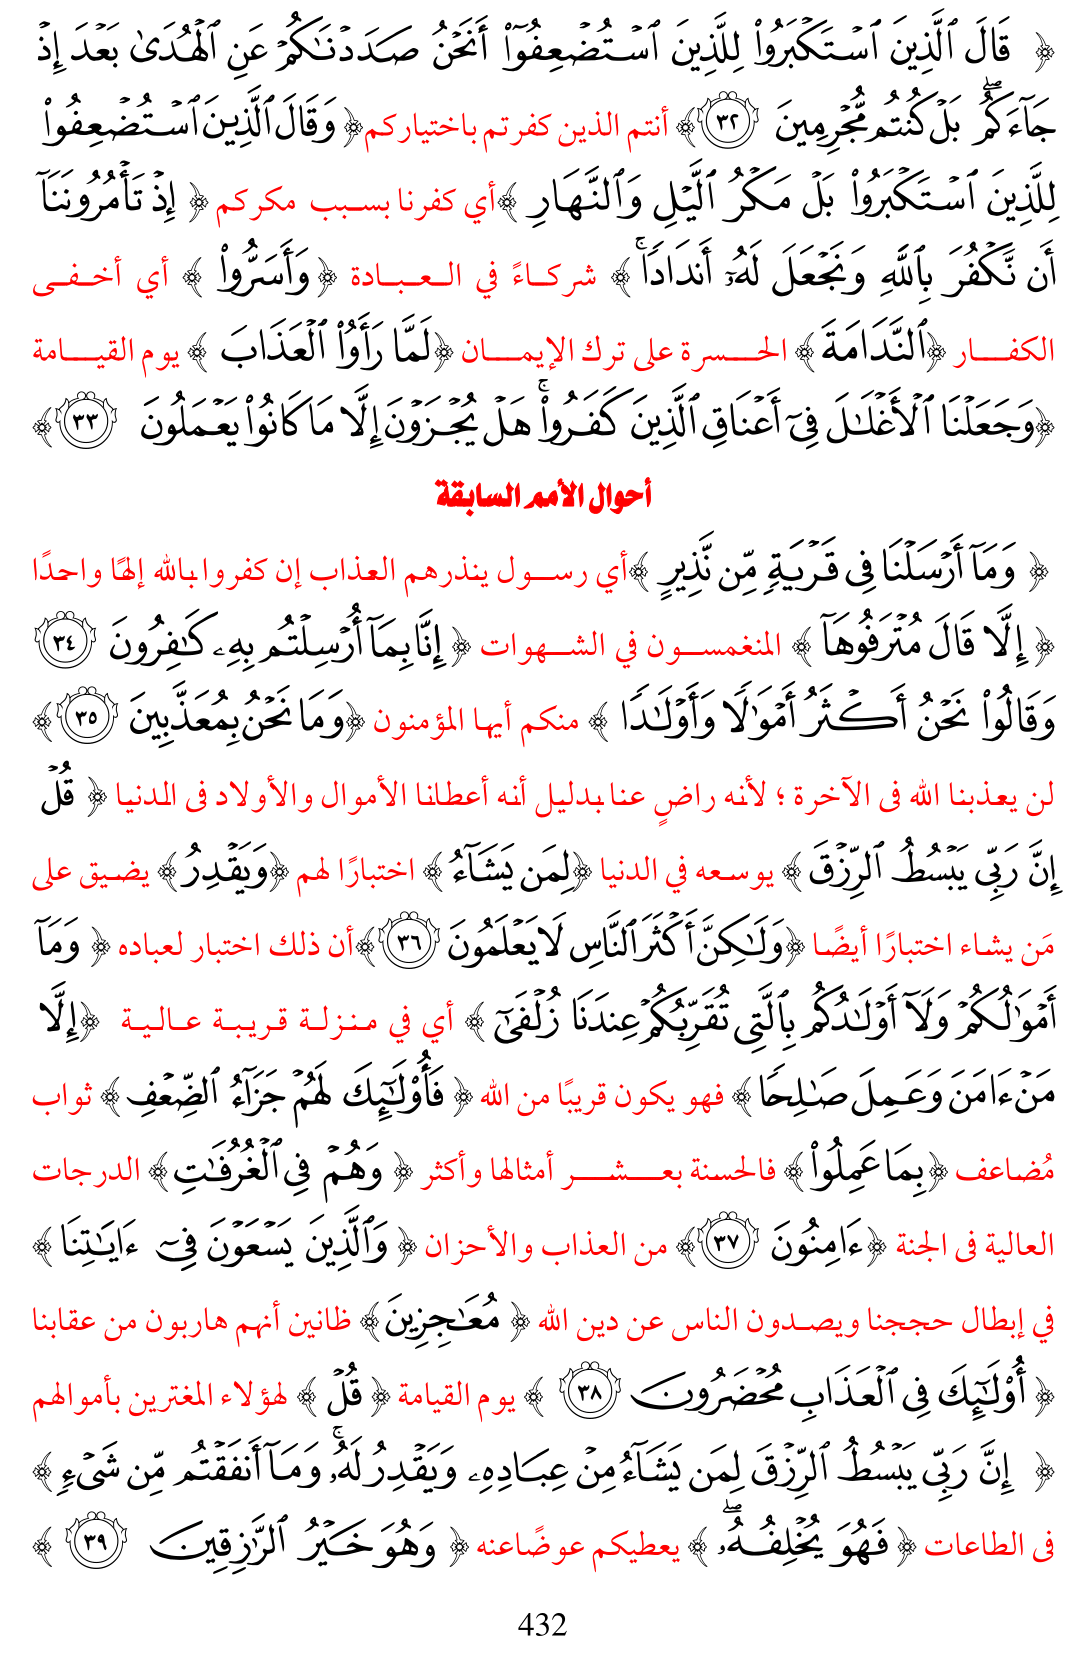 ﴿ قَالَ ٱلَّذِينَ ٱسۡتَكۡبَرُواْ لِلَّذِينَ ٱسۡتُضۡعِفُوٓاْ أَنَحۡنُ صَدَدۡنَٰكُمۡ عَنِ ٱلۡهُدَىٰ بَعۡدَ إِذۡ
جَآءَكُمۖ بَلۡ كُنتُم مُّجۡرِمِينَ ٣٢﴾ أنتم الذين كفرتم باختياركم﴿ وَقَالَ ٱلَّذِينَ ٱسۡتُضۡعِفُواْ
لِلَّذِينَ ٱسۡتَكۡبَرُواْ بَلۡ مَكۡرُ ٱلَّيۡلِ وَٱلنَّهَارِ ﴾أي كفرنا بسبب مكركم ﴿ إِذۡ تَأۡمُرُونَنَآ
أَن نَّكۡفُرَ بِٱللَّهِ وَنَجۡعَلَ لَهُۥٓ أَندَادٗاۚ ﴾ شركاءً في العبادة ﴿ وَأَسَرُّواْ ﴾ أي أخفى
الكفار ﴿ٱلنَّدَامَةَ﴾ الحسرة على ترك الإيمان ﴿لَمَّا رَأَوُاْ ٱلۡعَذَابَ ﴾ يوم القيامة
﴿وَجَعَلۡنَا ٱلۡأَغۡلَٰلَ فِيٓ أَعۡنَاقِ ٱلَّذِينَ كَفَرُواْۚ هَلۡ يُجۡزَوۡنَ إِلَّا مَا كَانُواْ يَعۡمَلُونَ ٣٣﴾
أحوال الأمم السابقة
﴿ وَمَآ أَرۡسَلۡنَا فِي قَرۡيَةٖ مِّن نَّذِيرٍ ﴾أي رسول ينذرهم العذاب إن كفروا بالله إلهًا واحدًا
﴿ إِلَّا قَالَ مُتۡرَفُوهَآ ﴾ المنغمسون في الشهوات ﴿ إِنَّا بِمَآ أُرۡسِلۡتُم بِهِۦ كَٰفِرُونَ ٣٤
وَقَالُواْ نَحۡنُ أَكۡثَرُ أَمۡوَٰلٗا وَأَوۡلَٰدٗا ﴾ منكم أيها المؤمنون ﴿وَمَا نَحۡنُ بِمُعَذَّبِينَ ٣٥﴾
لن يعذبنا الله فى الآخرة ؛ لأنه راضٍ عنا بدليل أنه أعطانا الأموال والأولاد فى الدنيا ﴿ قُلۡ
إِنَّ رَبِّي يَبۡسُطُ ٱلرِّزۡقَ ﴾ يوسعه في الدنيا ﴿لِمَن يَشَآءُ﴾ اختبارًا لهم ﴿وَيَقۡدِرُ﴾ يضيق على
مَن يشاء اختبارًا أيضًا ﴿وَلَٰكِنَّ أَكۡثَرَ ٱلنَّاسِ لَا يَعۡلَمُونَ ٣٦﴾أن ذلك اختبار لعباده ﴿ وَمَآ
أَمۡوَٰلُكُمۡ وَلَآ أَوۡلَٰدُكُم بِٱلَّتِي تُقَرِّبُكُمۡ عِندَنَا زُلۡفَىٰٓ ﴾ أي في منزلة قريبة عالية ﴿إِلَّا
مَنۡ ءَامَنَ وَعَمِلَ صَٰلِحٗا﴾ فهو يكون قريبًا من الله ﴿ فَأُوْلَٰٓئِكَ لَهُمۡ جَزَآءُ ٱلضِّعۡفِ﴾ ثواب
مُضاعف ﴿بِمَا عَمِلُواْ﴾ فالحسنة بعشر أمثالها وأكثر ﴿ وَهُمۡ فِي ٱلۡغُرُفَٰتِ﴾ الدرجات
العالية فى الجنة ﴿ءَامِنُونَ ٣٧﴾ من العذاب والأحزان ﴿ وَٱلَّذِينَ يَسۡعَوۡنَ فِيٓ ءَايَٰتِنَا﴾
في إبطال حججنا ويصدون الناس عن دين الله ﴿ مُعَٰجِزِينَ﴾ ظانين أنهم هاربون من عقابنا
﴿ أُوْلَٰٓئِكَ فِي ٱلۡعَذَابِ مُحۡضَرُونَ ٣٨ ﴾ يوم القيامة ﴿ قُلۡ ﴾ لهؤلاء المغترين بأموالهم
﴿ إِنَّ رَبِّي يَبۡسُطُ ٱلرِّزۡقَ لِمَن يَشَآءُ مِنۡ عِبَادِهِۦ وَيَقۡدِرُ لَهُۥۚ وَمَآ أَنفَقۡتُم مِّن شَيۡءٖ ﴾
فى الطاعات ﴿ فَهُوَ يُخۡلِفُهُۥۖ ﴾ يعطيكم عوضًا عنه ﴿ وَهُوَ خَيۡرُ ٱلرَّٰزِقِينَ ٣٩ ﴾
432